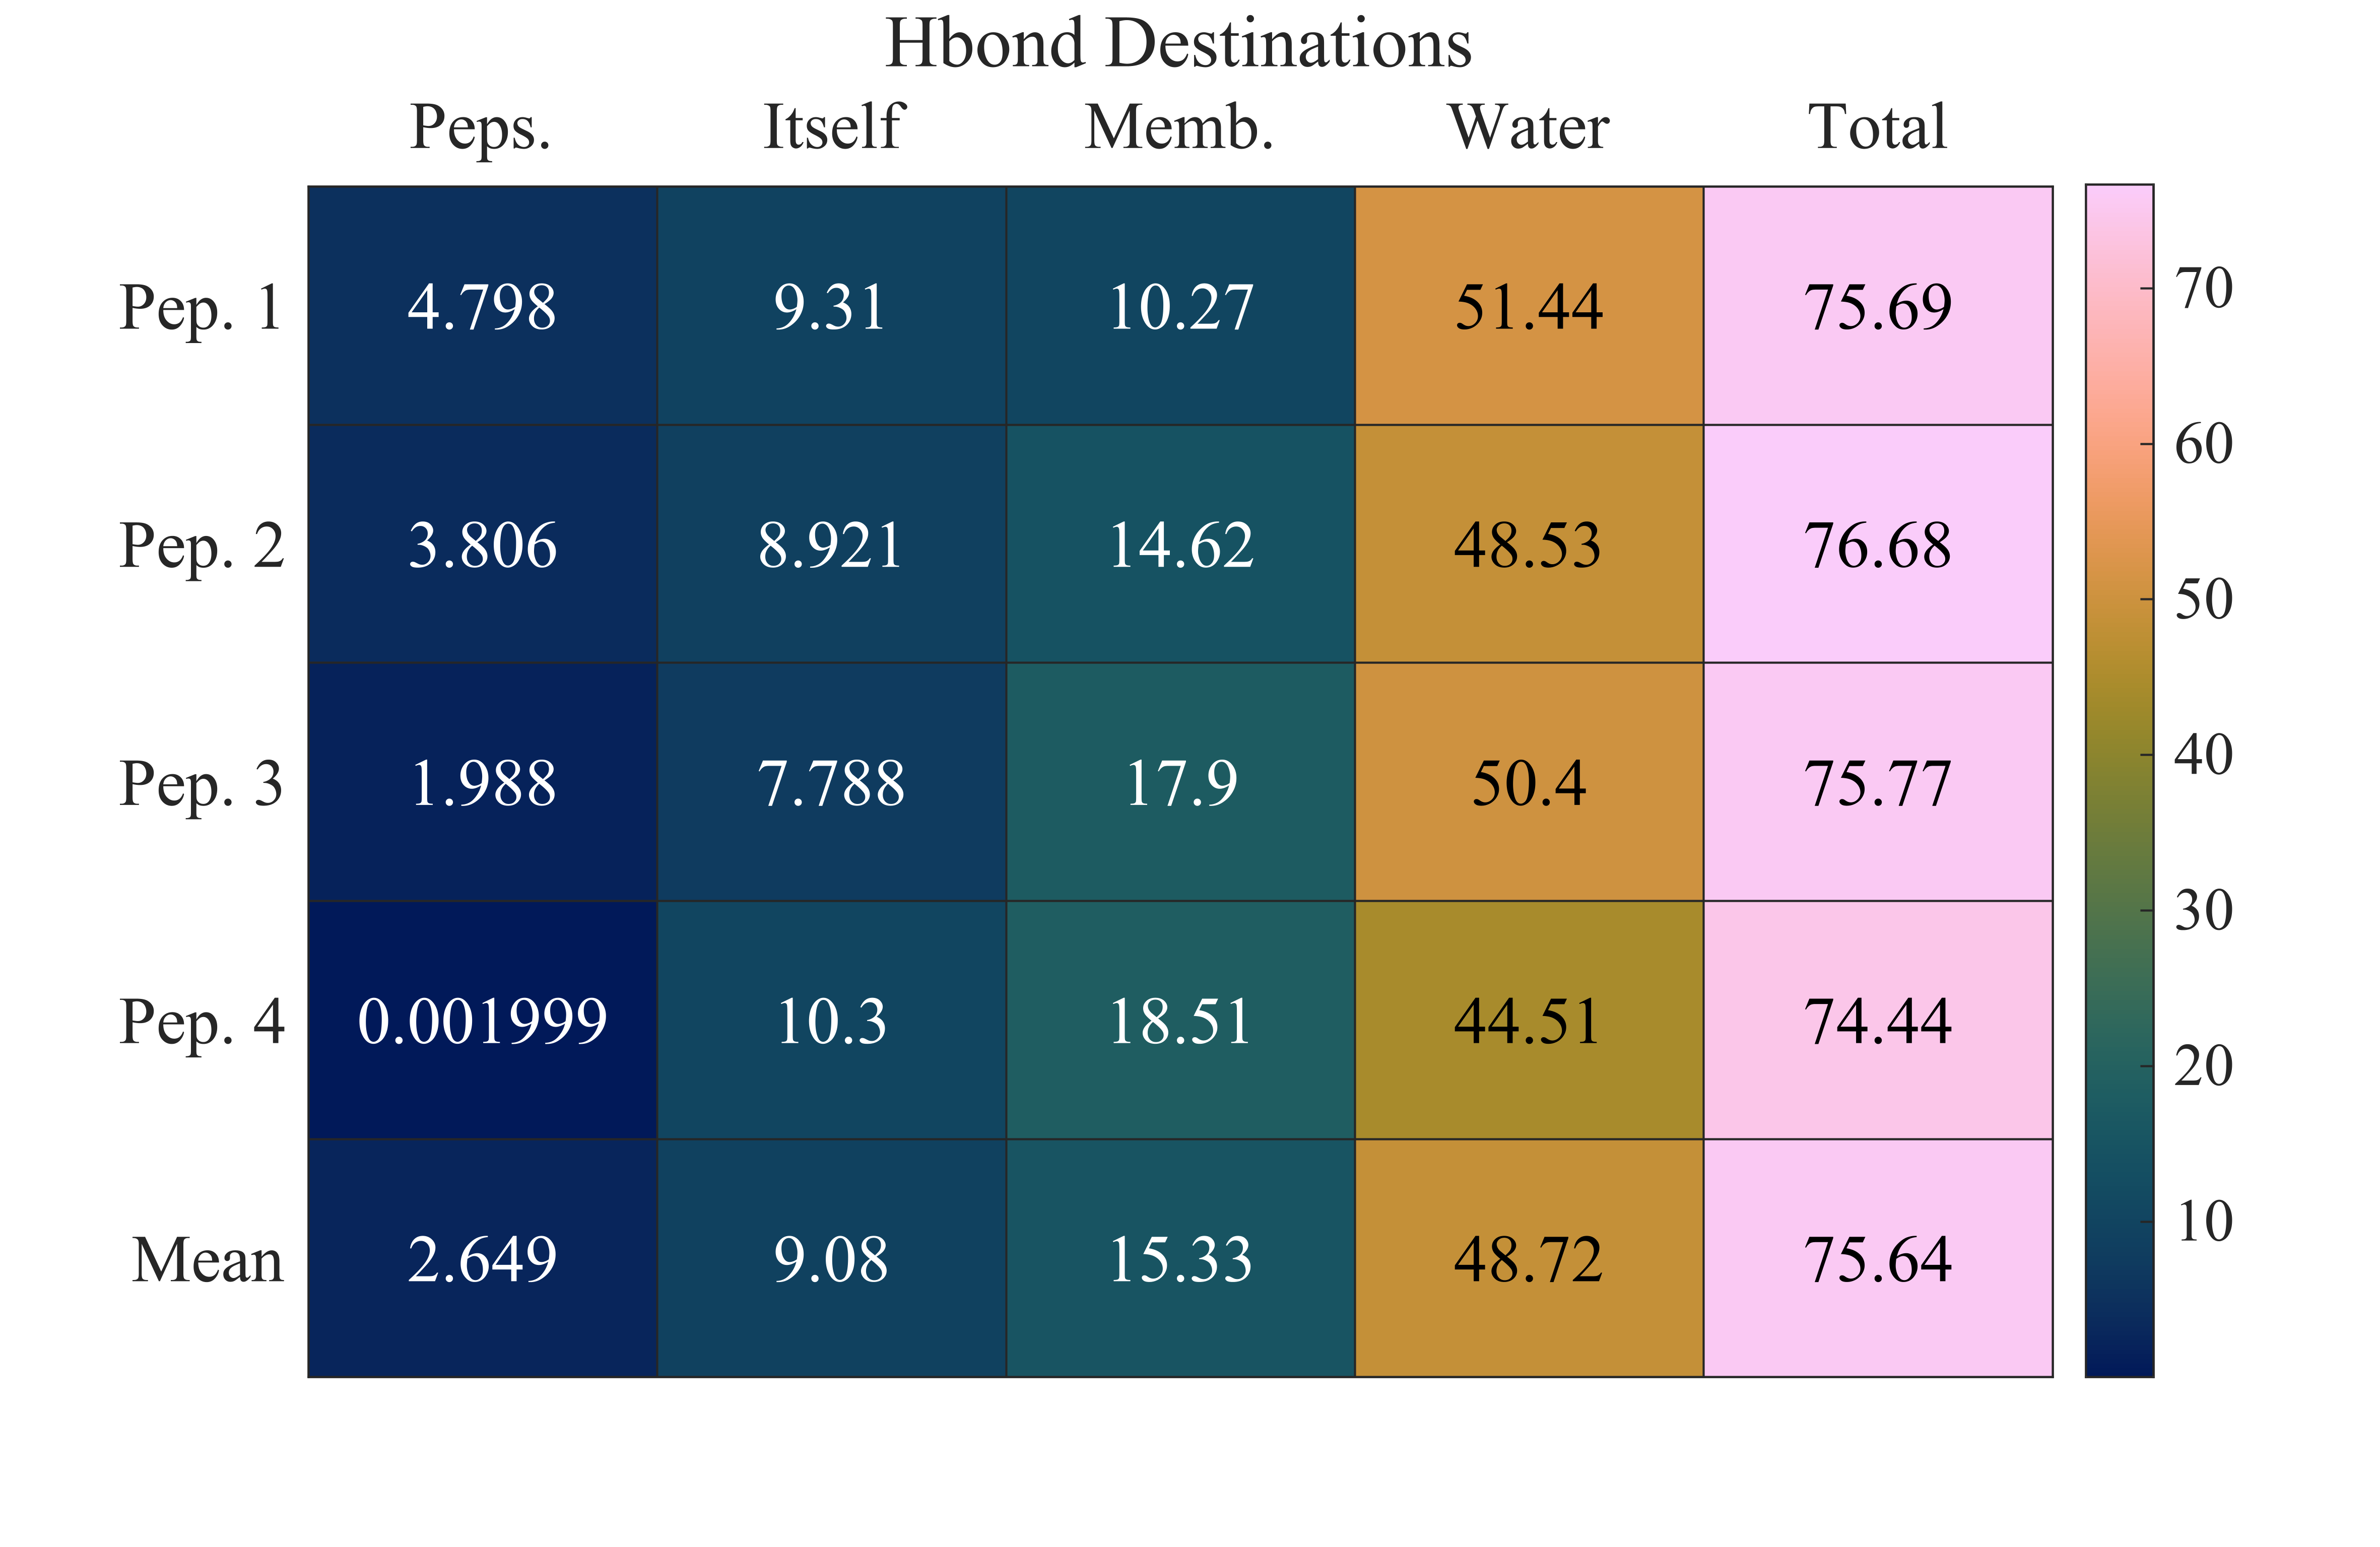 Hbond Destinations
Peps. Itself Memb. Water Total
Pep. 1 4.798 9.31 10.27 51.44 75.69
Pep. 2 3.806 8.921 14.62 48.53 76.68
Pep. 3 1.988 7.788 17.9 50.4 75.77
Pep. 4 0.001999 10.3 18.51 44.51 74.44
Mean 2.649 9.08 15.33 48.72 75.64
70
60
50
40
30
20
10